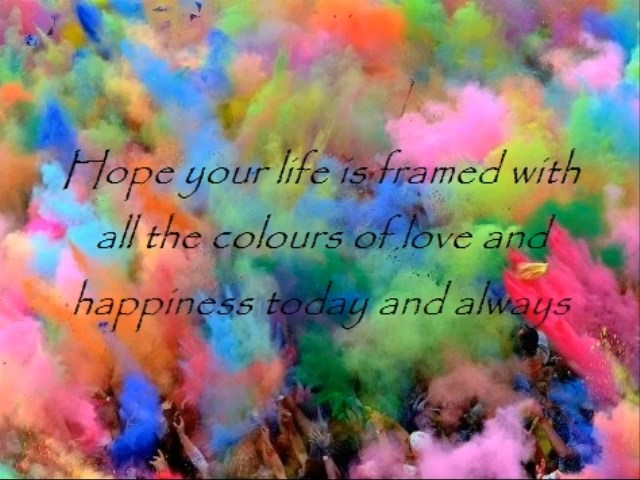 Hope your life is framed with
all the colours of love and
happiness today and always